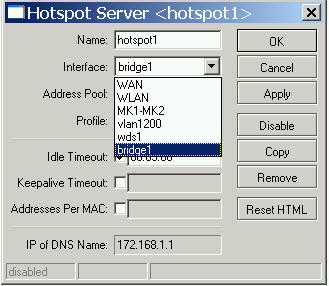 Hotspot Server <hotspot1>
Name: hotspot1
OK
Interface: bridge1
Cancel
Address Pool:
WAN
WLAN
Apply
Profile:
MK1-MK2
vlan1200
Disable
wds1
bridge1
Idle Timeout: 00:05:00
Copy
Keepalive Timeout:
Remove
Addresses Per MAC:
Reset HTML
IP of DNS Name: 172.168.1.1
disabled